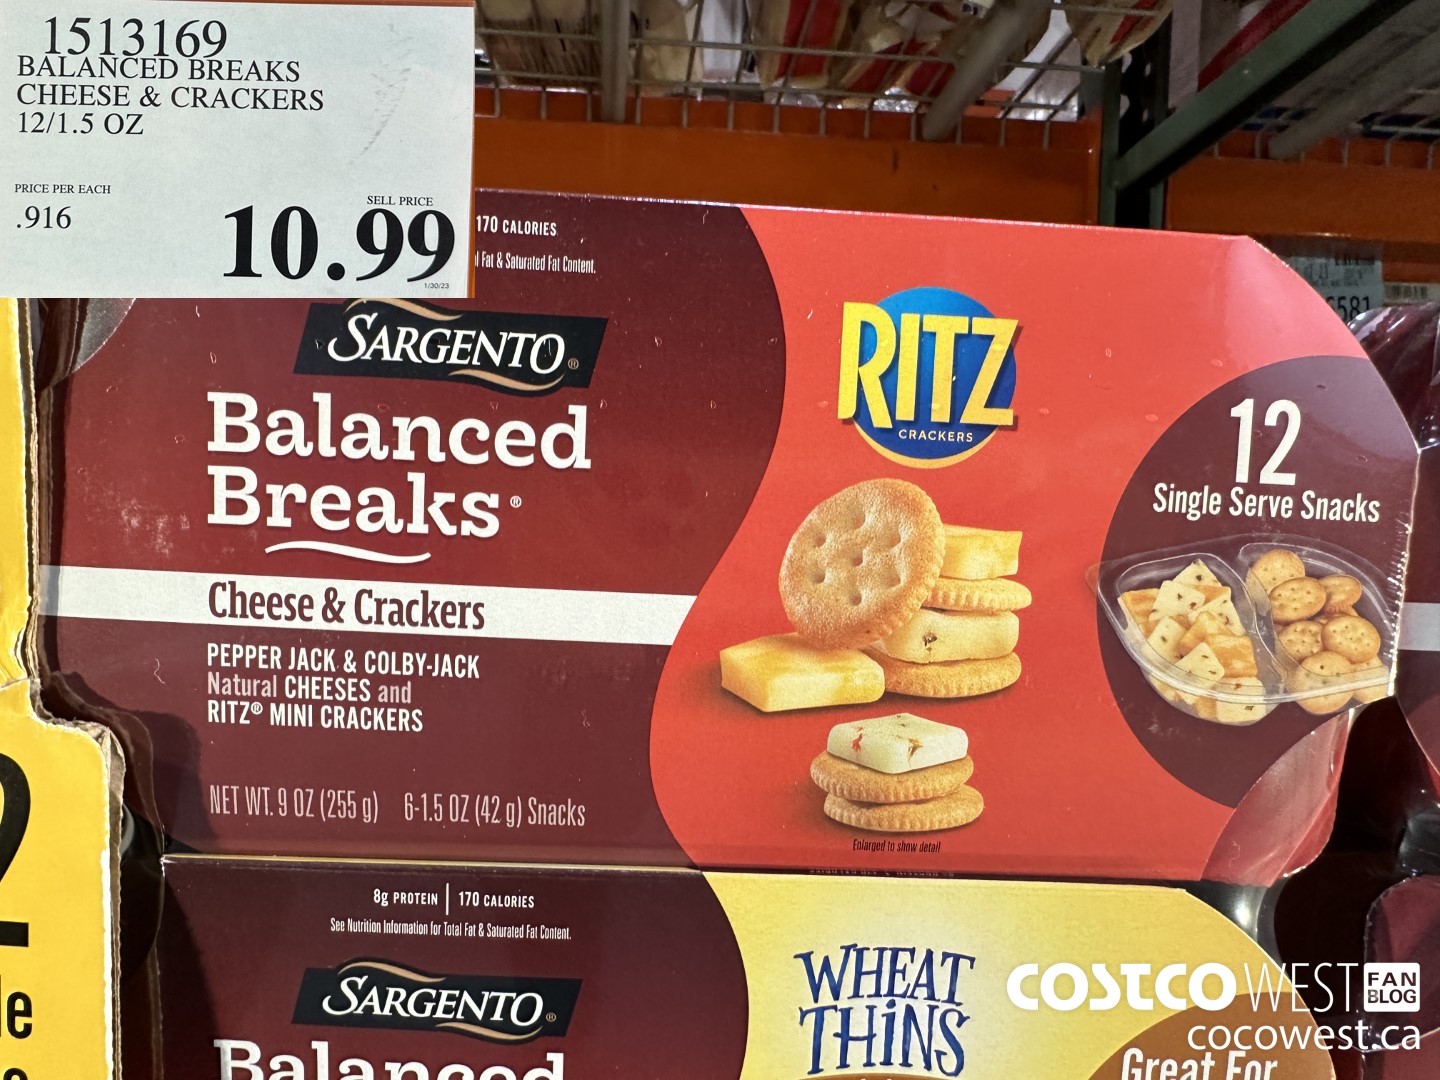 1513169
BALANCED BREAKS
CHEESE & CRACKERS
12/1.5 OZ
PRICE PER EACH
.916
SELL PRICE
10.99
1/30/23
170 CALORIES
Fat & Saturated Fat Content.
SARGENTO®
Balanced
Breaks®
Cheese & Crackers
PEPPER JACK & COLBY-JACK
Natural CHEESES and
RITZ® MINI CRACKERS
NET WT. 9 OZ (255 g) 6-1.5 OZ (42 g) Snacks
RITZ
CRACKERS
12
Single Serve Snacks
Enlarged to show detail
8g PROTEIN | 170 CALORIES
See Nutrition Information for Total Fat & Saturated Fat Content.
SARGENTO®
Balanced
WHEAT
THiNS
Great For
COSTCO WEST FAN
BLOG
cocowest.ca